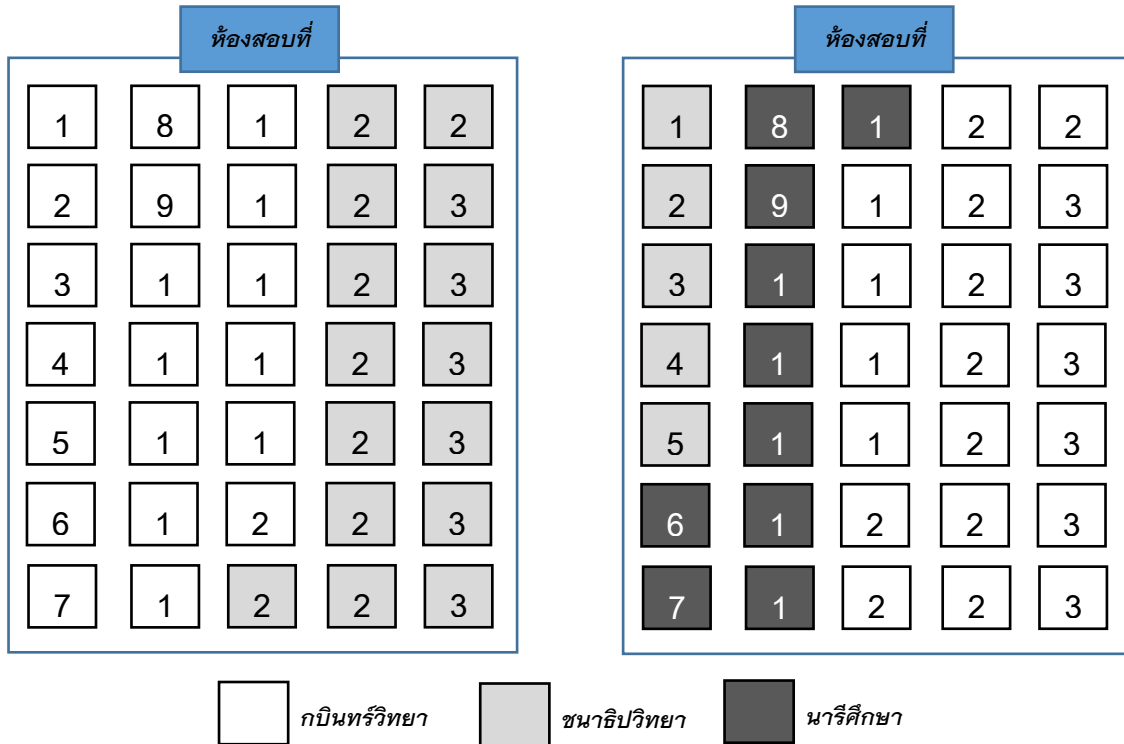 ห้องสอบที่ ห้องสอบที่
1 8 1 2 2 1 8 1 2 2
2 9 1 2 3 2 9 1 2 3
3 1 1 2 3 3 1 1 2 3
4 1 1 2 3 4 1 1 2 3
5 1 1 2 3 5 1 1 2 3
6 1 2 2 3 6 1 2 2 3
7 1 2 2 3 7 1 2 2 3
กบินทร์วิทยา ชนาธิปวิทยา นารีศึกษา